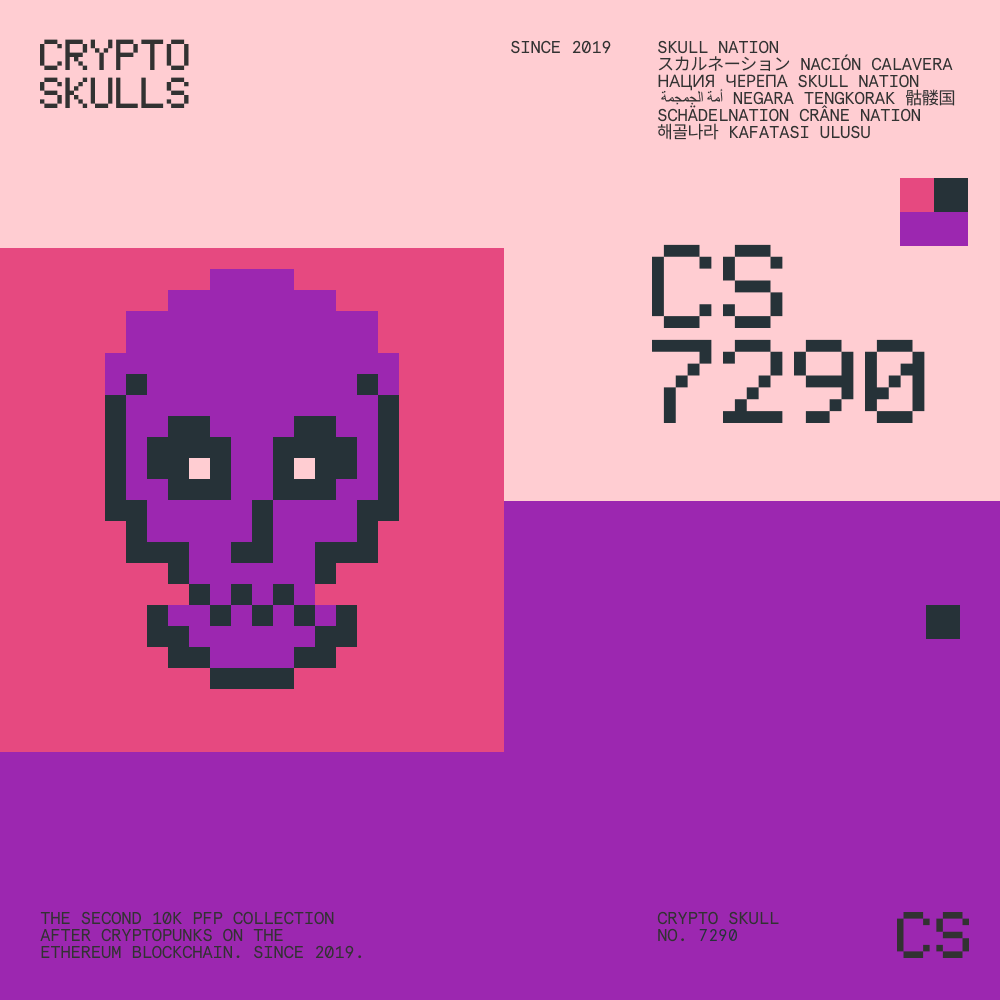 CRYPTO
SKULLS
SINCE 2019
SKULL NATION
スカルネーション NACIÓN CALAVERA
НАЦИЯ ЧЕРЕПА SKULL NATION
أمة الجمجمة NEGARA TENGKORAK 骷髅国
SCHÄDELNATION CRÂNE NATION
해골나라 KAFATASI ULUSU
CS
7290
THE SECOND 10K PFP COLLECTION
AFTER CRYPTOPUNKS ON THE
ETHEREUM BLOCKCHAIN. SINCE 2019.
CRYPTO SKULL
NO. 7290
CS